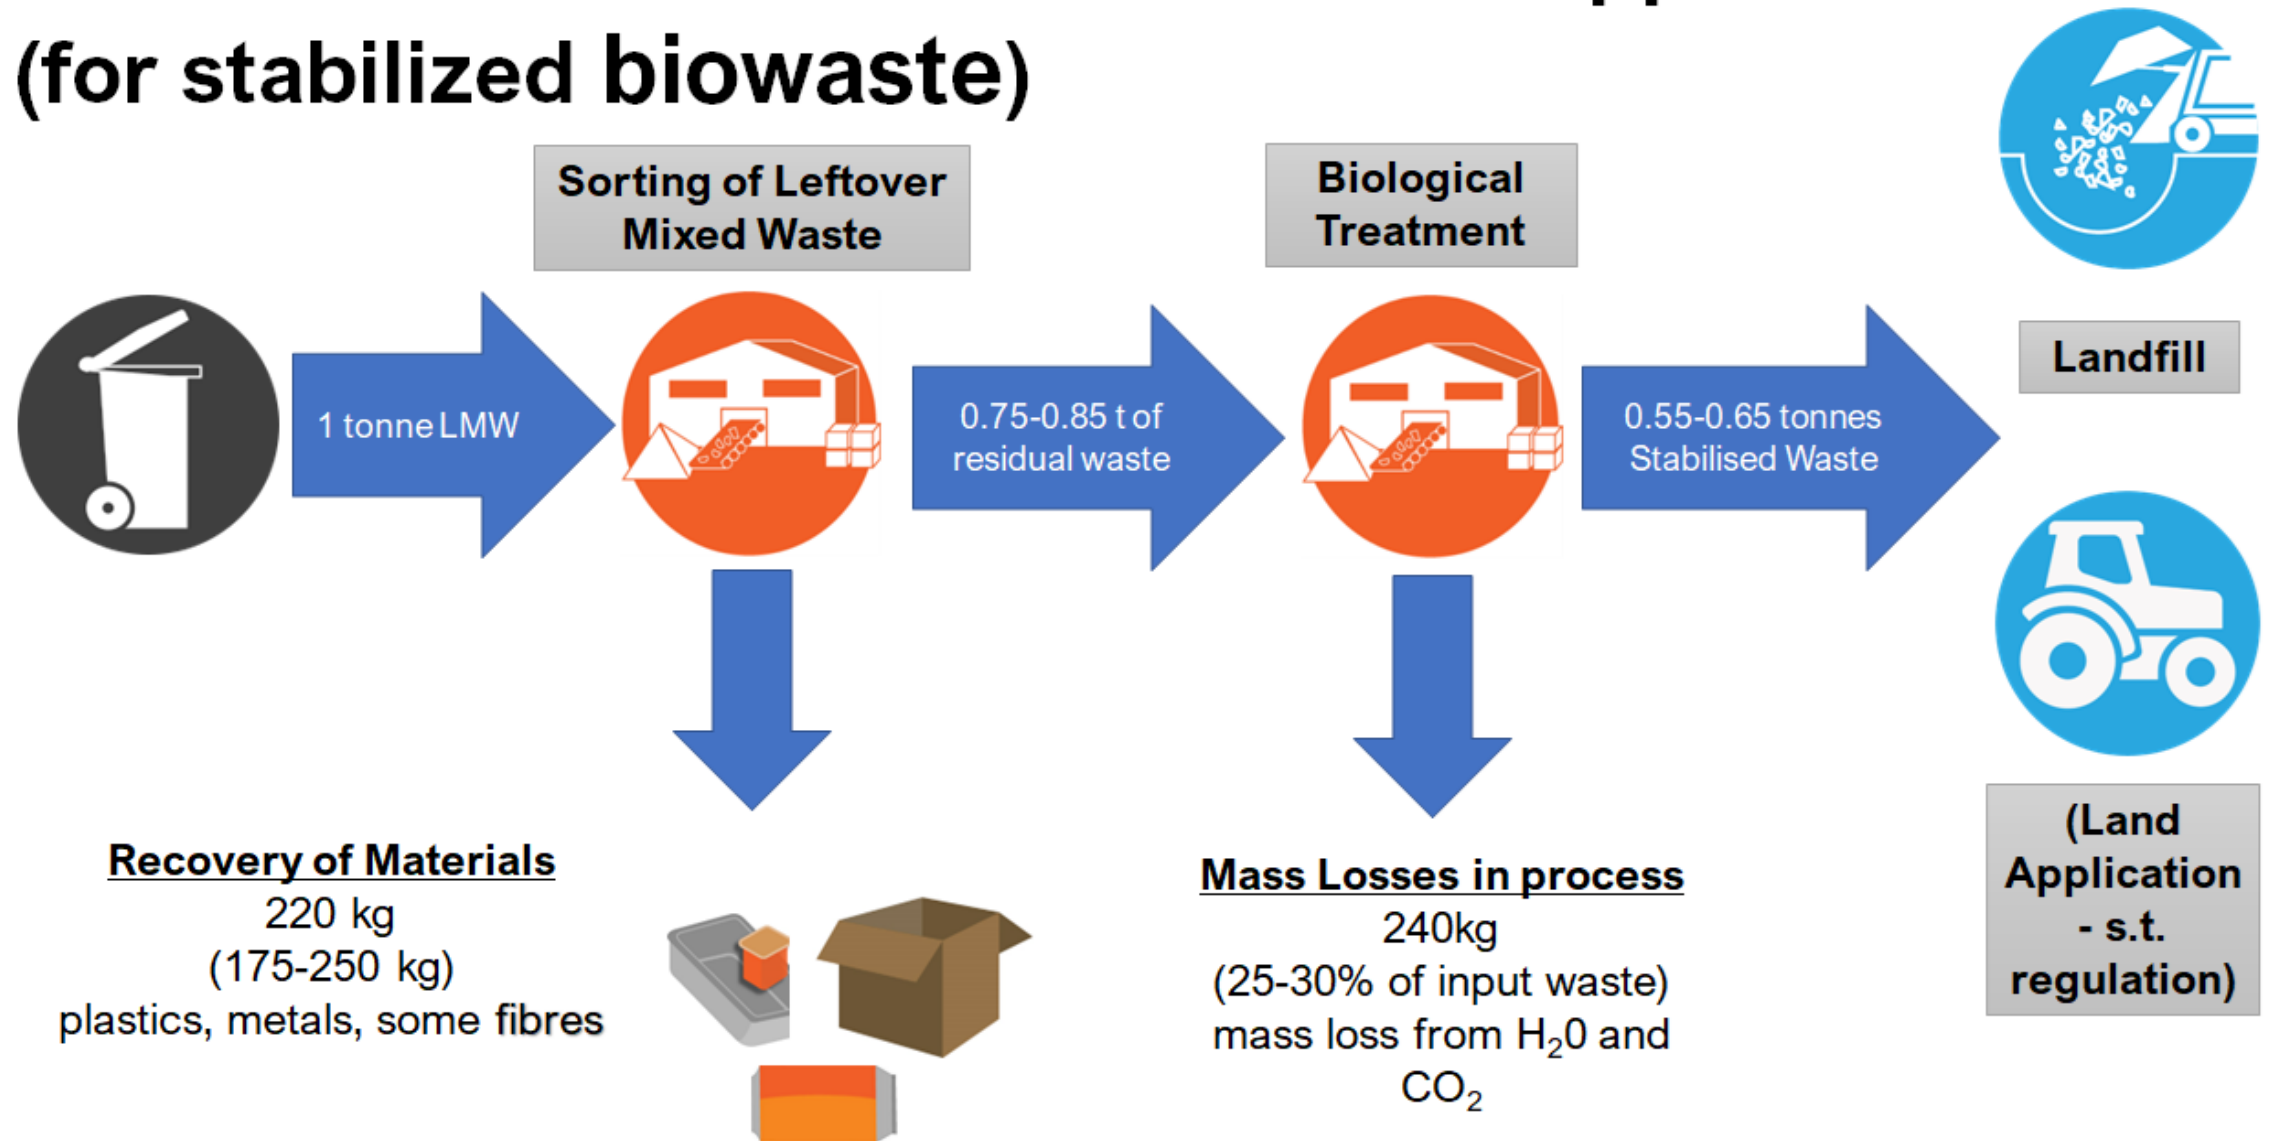 (for stabilized biowaste)
Sorting of Leftover
Mixed Waste
Biological
Treatment
Landfill
1 tonne LMW
0.75-0.85 t of
residual waste
0.55-0.65 tonnes
Stabilised Waste
Recovery of Materials
220 kg
(175-250 kg)
plastics, metals, some fibres
Mass Losses in process
240kg
(25-30% of input waste)
mass loss from H₂0 and
CO₂
(Land
Application
- s.t.
regulation)